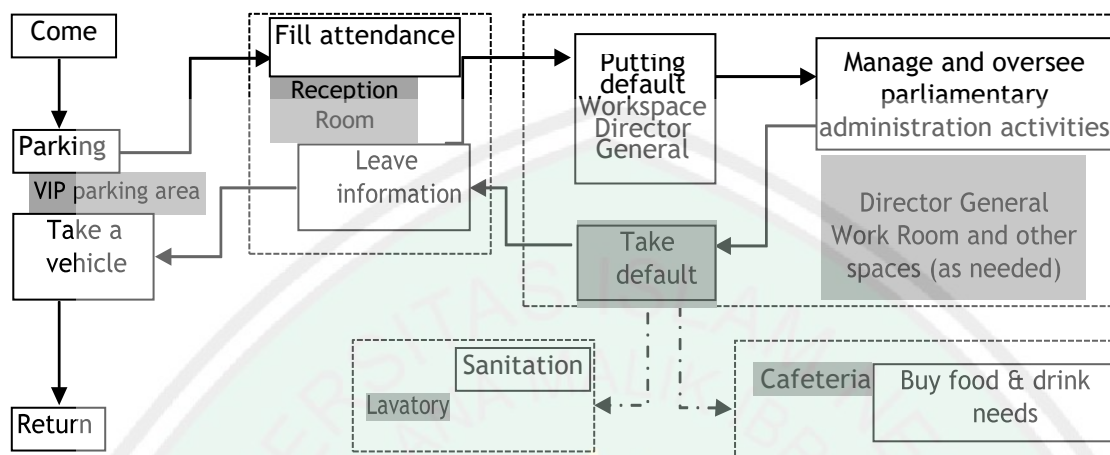 Come
Fill attendance
Reception
Room
Putting
default
Workspace
Director
General
Manage and oversee
parliamentary
administration activities
Parking
VIP parking area
Leave
information
Director General
Work Room and other
spaces (as needed)
Take a
vehicle
Take
default
Sanitation
Lavatory
Cafeteria
Buy food & drink
needs
Return